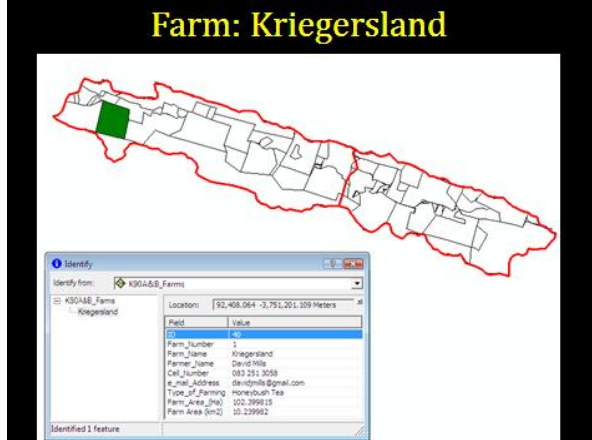 Farm: Kriegersland
Identify
Identify from: K90A&B_Farms
K90A&B_Farms
Kriegersland
Location: 92,408.064 -3,751,201.109 Meters
Field Value
ID 40
Farm_Number 1
Farm_Name Kriegersland
Farmer_Name David Mills
Cell_Number 083 251 3058
e_mail_Address davidjmills@gmail.com
Type_of_Farming Honeybush Tea
Farm_Area_(Ha) 102.399815
Farm Area (km2) 10.239982
Identified 1 feature